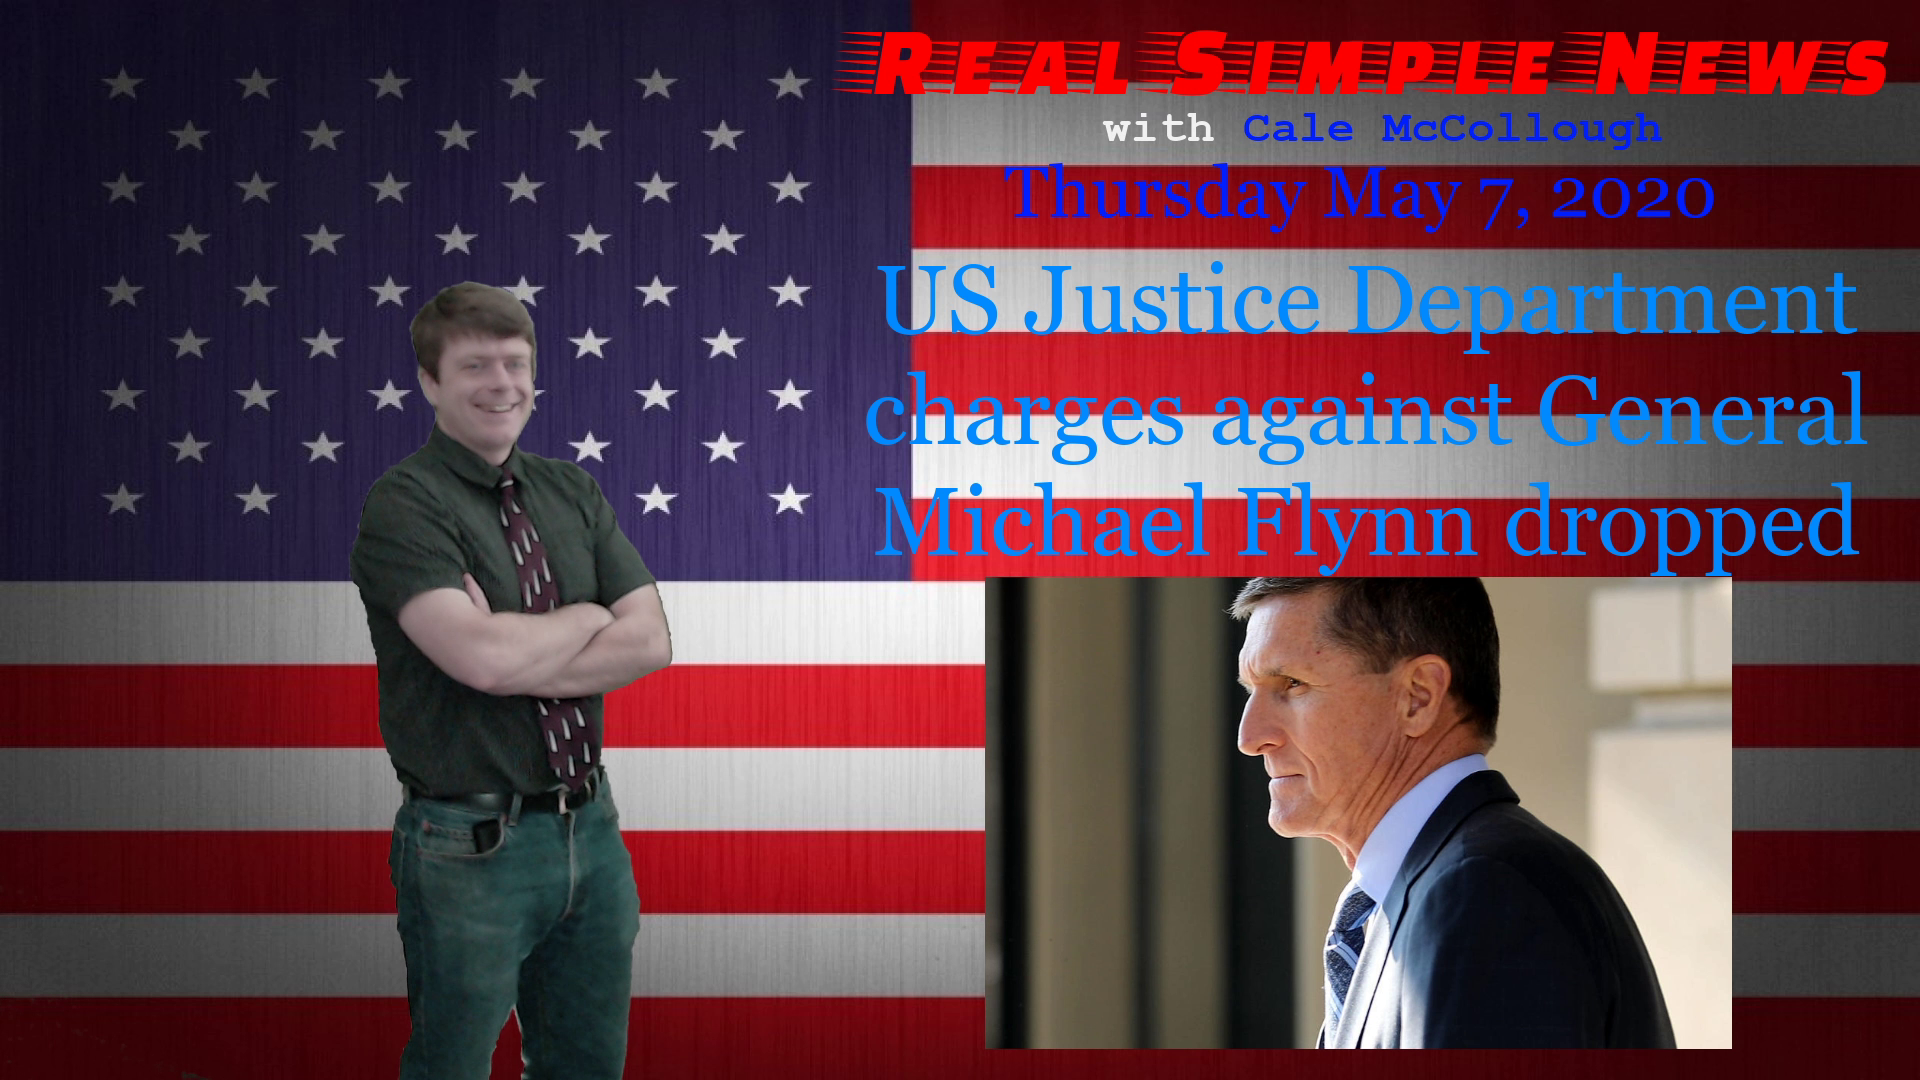 Real Simple News
with Cale McCollough
Thursday May 7, 2020
US Justice Department
charges against General
Michael Flynn dropped